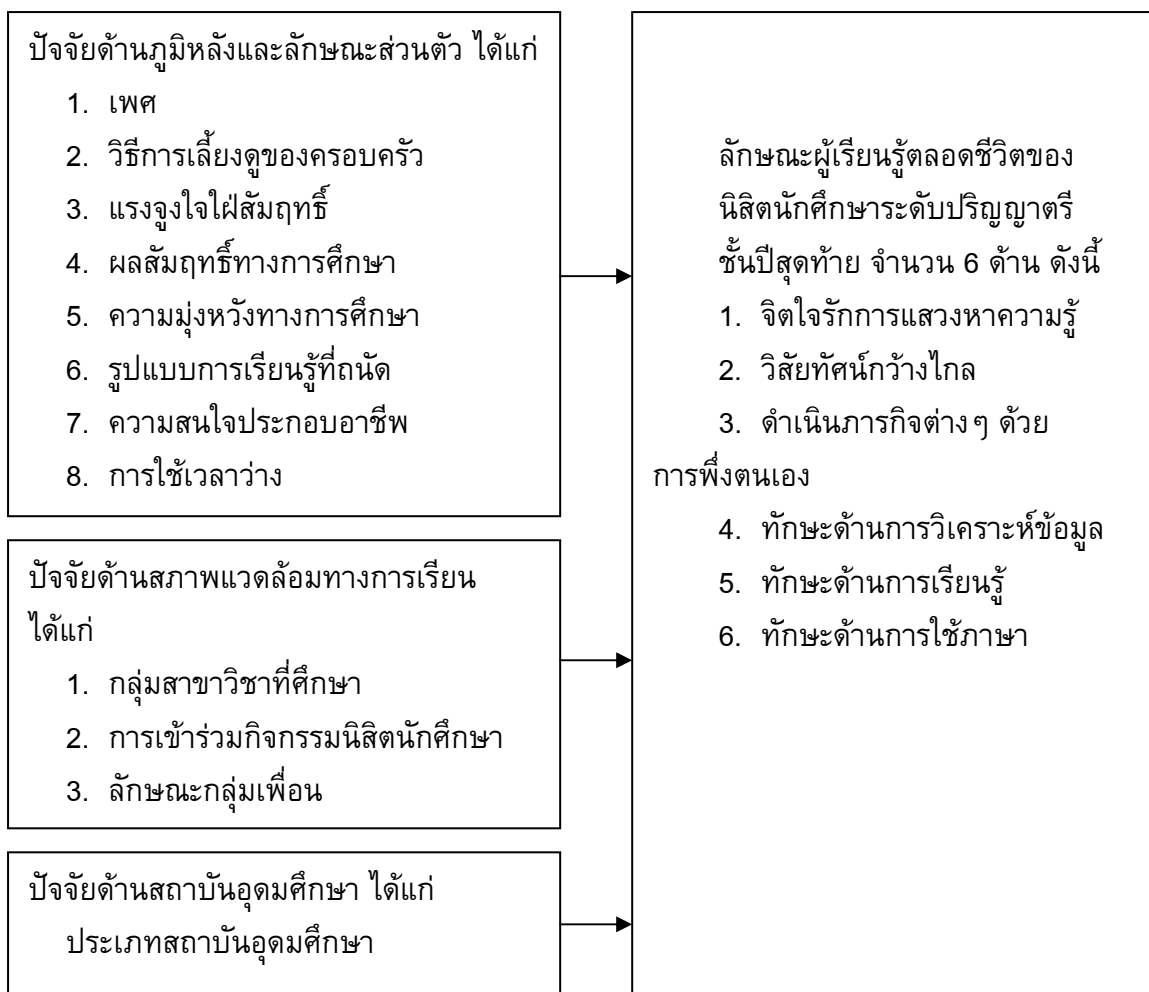 ปัจจัยด้านภูมิหลังและลักษณะส่วนตัว ได้แก่
1. เพศ
2. วิธีการเลี้ยงดูของครอบครัว
3. แรงจูงใจใฝ่สัมฤทธิ์
4. ผลสัมฤทธิ์ทางการศึกษา
5. ความมุ่งหวังทางการศึกษา
6. รูปแบบการเรียนรู้ที่ถนัด
7. ความสนใจประกอบอาชีพ
8. การใช้เวลาว่าง
ปัจจัยด้านสภาพแวดล้อมทางการเรียน
ได้แก่
1. กลุ่มสาขาวิชาที่ศึกษา
2. การเข้าร่วมกิจกรรมนิสิตนักศึกษา
3. ลักษณะกลุ่มเพื่อน
ปัจจัยด้านสถาบันอุดมศึกษา ได้แก่
ประเภทสถาบันอุดมศึกษา
ลักษณะผู้เรียนรู้ตลอดชีวิตของ
นิสิตนักศึกษาระดับปริญญาตรี
ชั้นปีสุดท้าย จำนวน 6 ด้าน ดังนี้
1. จิตใจรักการแสวงหาความรู้
2. วิสัยทัศน์กว้างไกล
3. ดำเนินภารกิจต่างๆ ด้วย
การพึ่งตนเอง
4. ทักษะด้านการวิเคราะห์ข้อมูล
5. ทักษะด้านการเรียนรู้
6. ทักษะด้านการใช้ภาษา